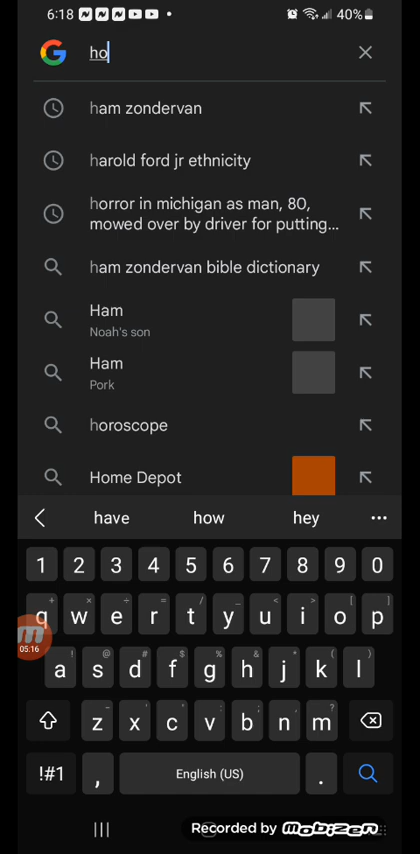 6:18 40%
ho
ham zondervan
harold ford jr ethnicity
horror in michigan as man, 80,
mowed over by driver for putting...
ham zondervan bible dictionary
Ham
Noah's son
Ham
Pork
horoscope
Home Depot
have how hey
1 2 3 4 5 6 7 8 9 0
+ × ÷ = / _ < > [ ]
q w e r t y u i o p
05:16
! @ # $ % & * ( )
a s d f g h j k l
- ' " : ; ?
z x c v b n m
!#1 , English (US) .
Recorded by mobizen